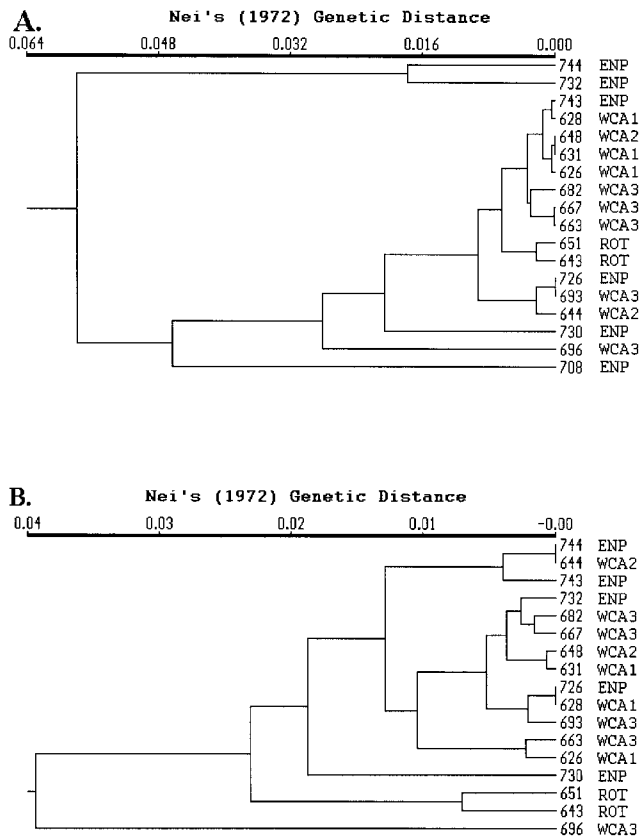 A.
Nei's (1972) Genetic Distance
0.064 0.048 0.032 0.016 0.000
744 ENP
732 ENP
743 ENP
628 WCA1
648 WCA2
631 WCA1
626 WCA1
682 WCA3
667 WCA3
663 WCA3
651 ROT
643 ROT
726 ENP
693 WCA3
644 WCA2
730 ENP
696 WCA3
708 ENP
B.
Nei's (1972) Genetic Distance
0.04 0.03 0.02 0.01 -0.00
744 ENP
644 WCA2
743 ENP
732 ENP
682 WCA3
667 WCA3
648 WCA2
631 WCA1
726 ENP
628 WCA1
693 WCA3
663 WCA3
626 WCA1
730 ENP
651 ROT
643 ROT
696 WCA3